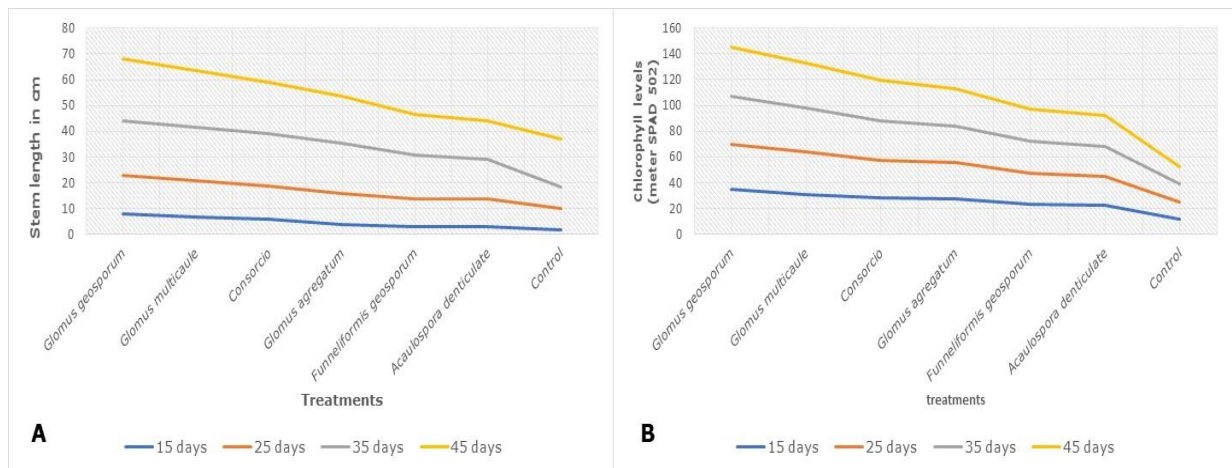 Stem length in cm
80
70
60
50
40
30
20
10
0
Glomus geosporum
Glomus multicaule
Consorcio
Glomus agregatum
Funneliformis geosporum
Acaulospora denticulate
Control
Treatments
A
15 days 25 days 35 days 45 days
Chlorophyll levels
(meter SPAD 502)
160
140
120
100
80
60
40
20
0
Glomus geosporum
Glomus multicaule
Consorcio
Glomus agregatum
Funneliformis geosporum
Acaulospora denticulate
Control
treatments
B
15 days 25 days 35 days 45 days